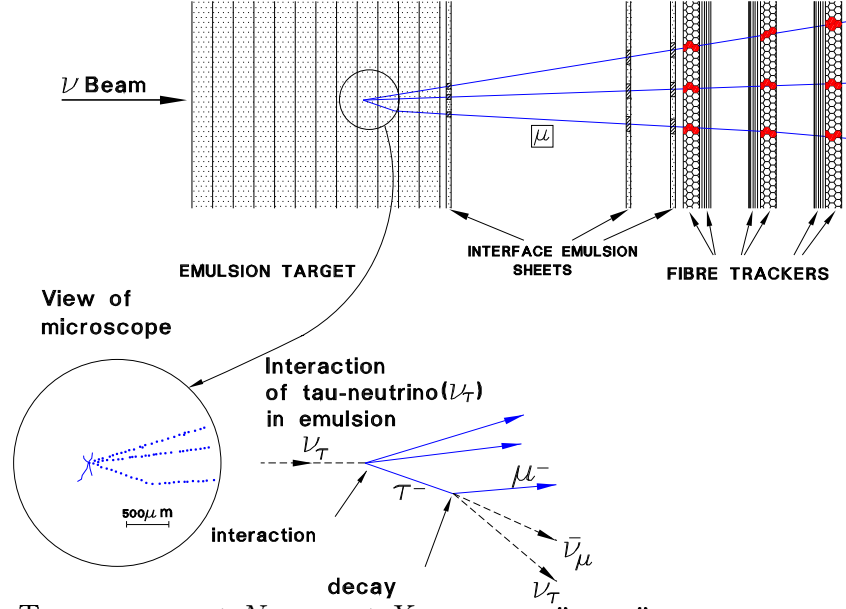 ν Beam
μ
INTERFACE EMULSION
SHEETS
FIBRE TRACKERS
EMULSION TARGET
View of
microscope
500μ m
Interaction
of tau-neutrino(ν_τ)
in emulsion
ν_τ
τ⁻
μ⁻
interaction
ν̄_μ
decay
ν_τ